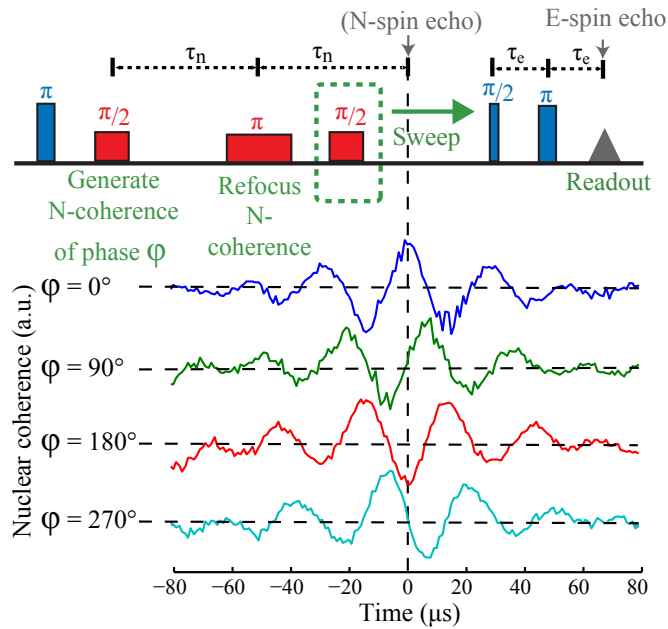 (N-spin echo)
E-spin echo
τn
τn
τe
τe
π
π/2
π
π/2
π/2
π
Sweep
Generate
N-coherence
of phase φ
Refocus
N-
coherence
Readout
Nuclear coherence (a.u.)
φ = 0°
φ = 90°
φ = 180°
φ = 270°
−80 −60 −40 −20 0 20 40 60 80
Time (μs)